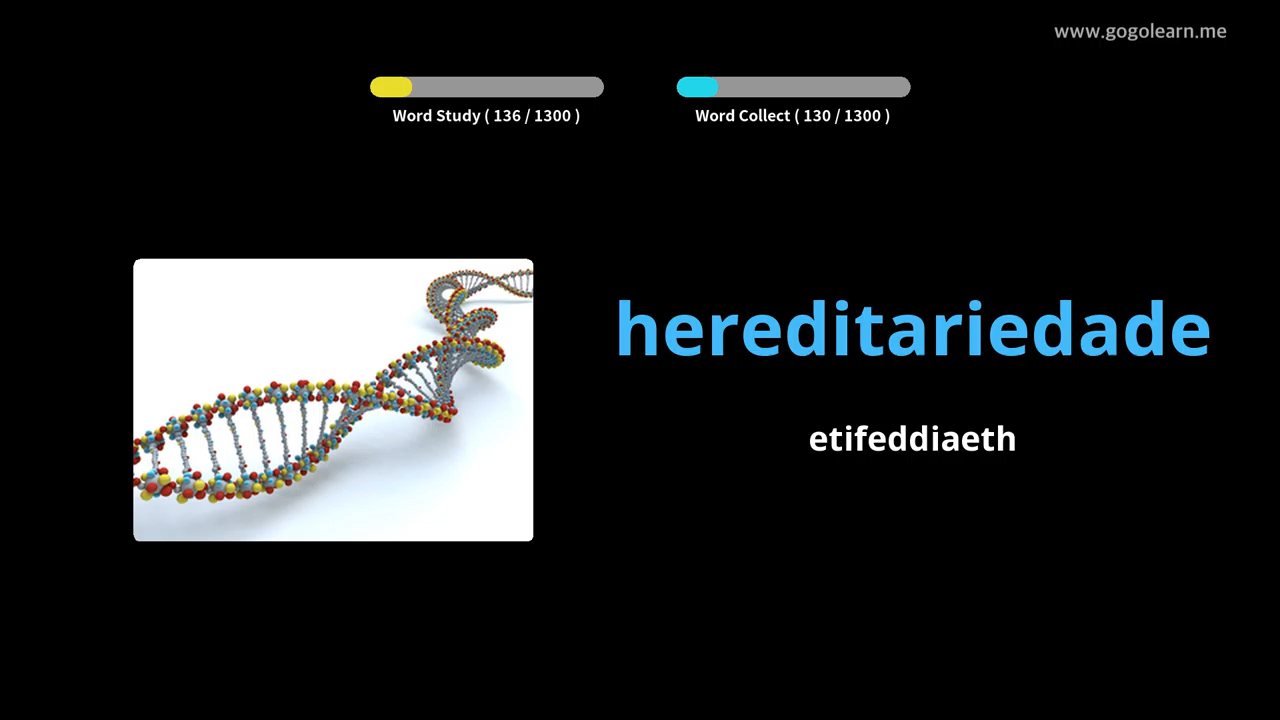 www.gogolearn.me
Word Study ( 136 / 1300 )
Word Collect ( 130 / 1300 )
hereditariedade
etifeddiaeth